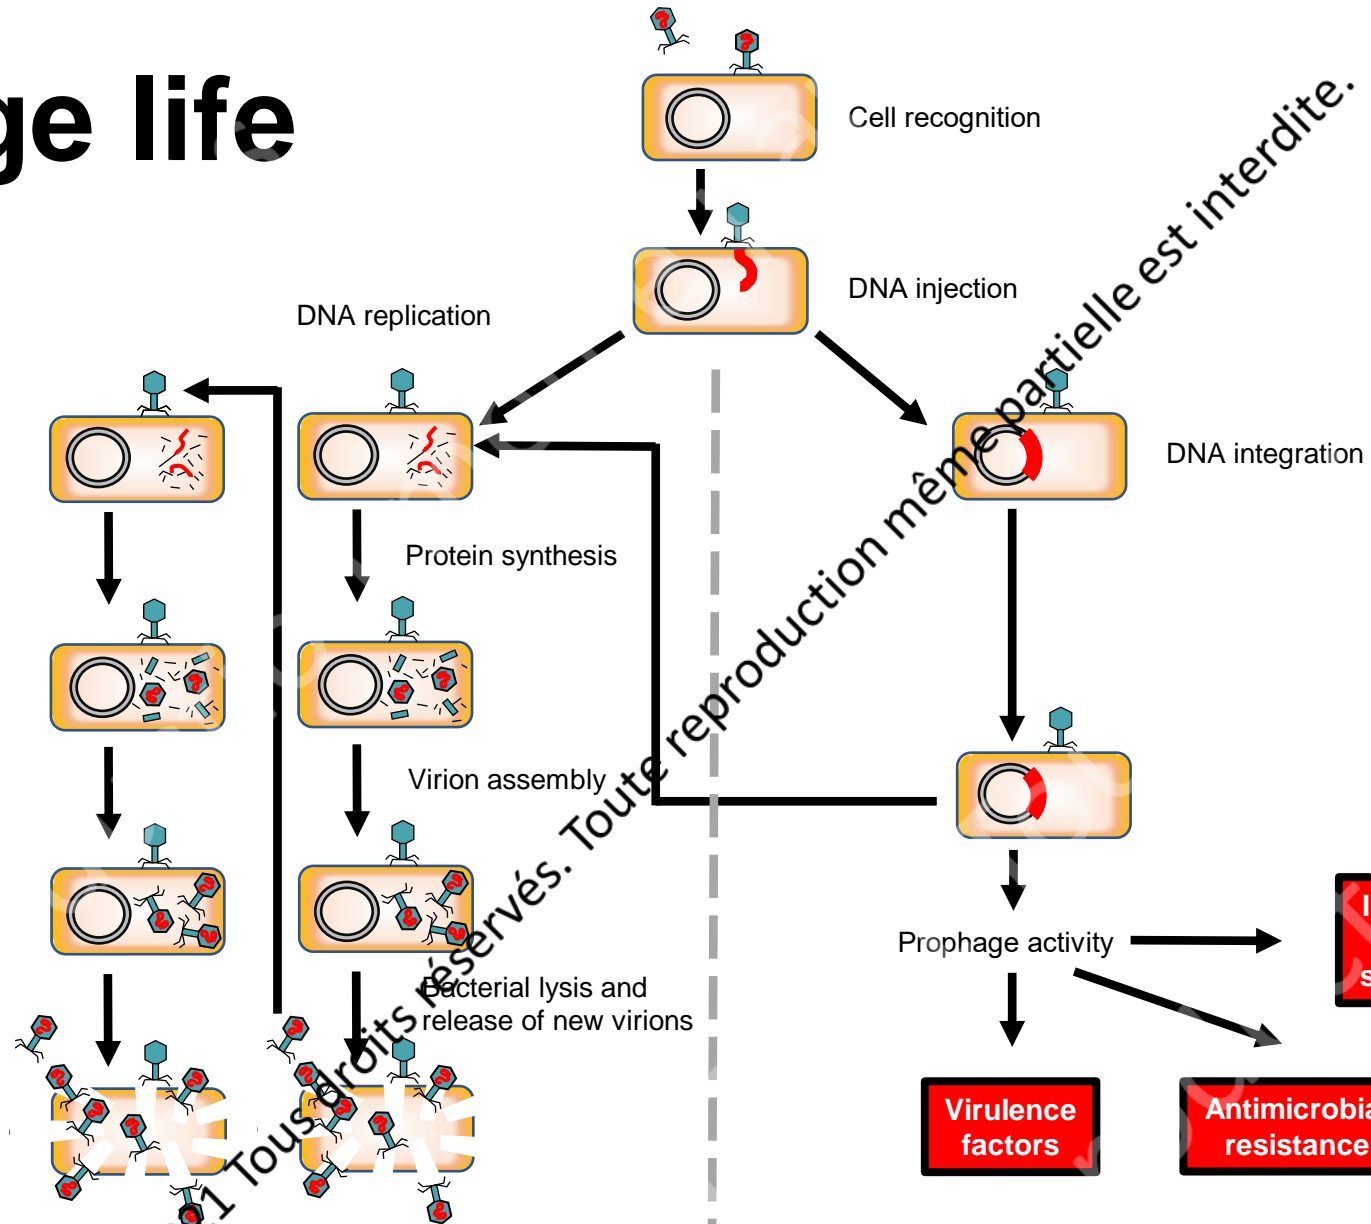 ge life
Cell recognition
DNA injection
DNA replication
DNA integration
Protein synthesis
Virion assembly
Prophage activity
Bacterial lysis and
release of new virions
Virulence
factors
Antimicrobia
resistance
1 Tous droits réservés. Toute reproduction même partielle est interdite.